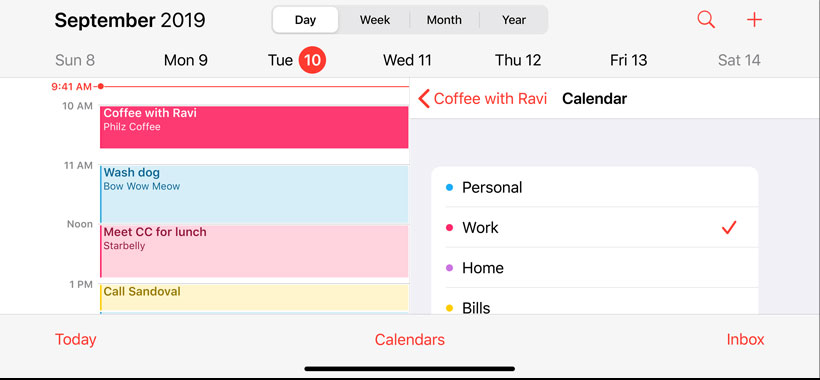 September 2019
Day Week Month Year
Sun 8 Mon 9 Tue 10 Wed 11 Thu 12 Fri 13 Sat 14
9:41 AM
10 AM
Coffee with Ravi
Philz Coffee
11 AM
Wash dog
Bow Wow Meow
Noon
Meet CC for lunch
Starbelly
1 PM
Call Sandoval
Coffee with Ravi Calendar
Personal
Work
Home
Bills
Today Calendars Inbox